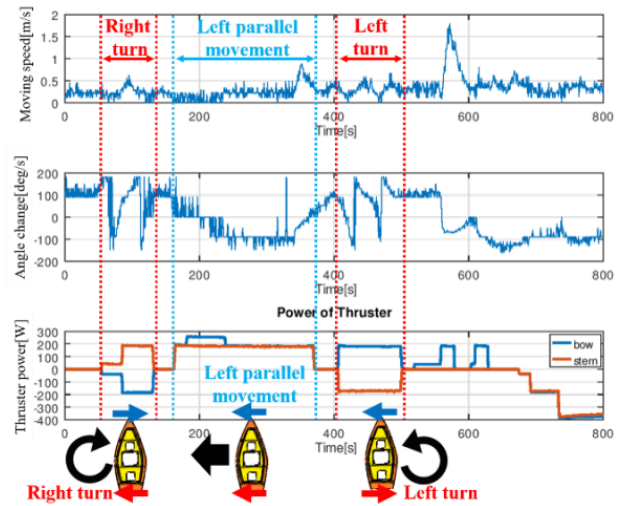 Right
turn
Left parallel
movement
Left
turn
Moving speed[m/s]
2
1.5
1
0.5
0
0
200
400
600
800
Time[s]
Angle change[deg/s]
200
100
0
-100
-200
0
200
400
600
800
Time[s]
Power of Thruster
Thruster power[W]
300
200
100
0
-100
-200
-300
-400
bow
stern
Left parallel
movement
0
200
400
600
800
Time[s]
Right turn
Left turn